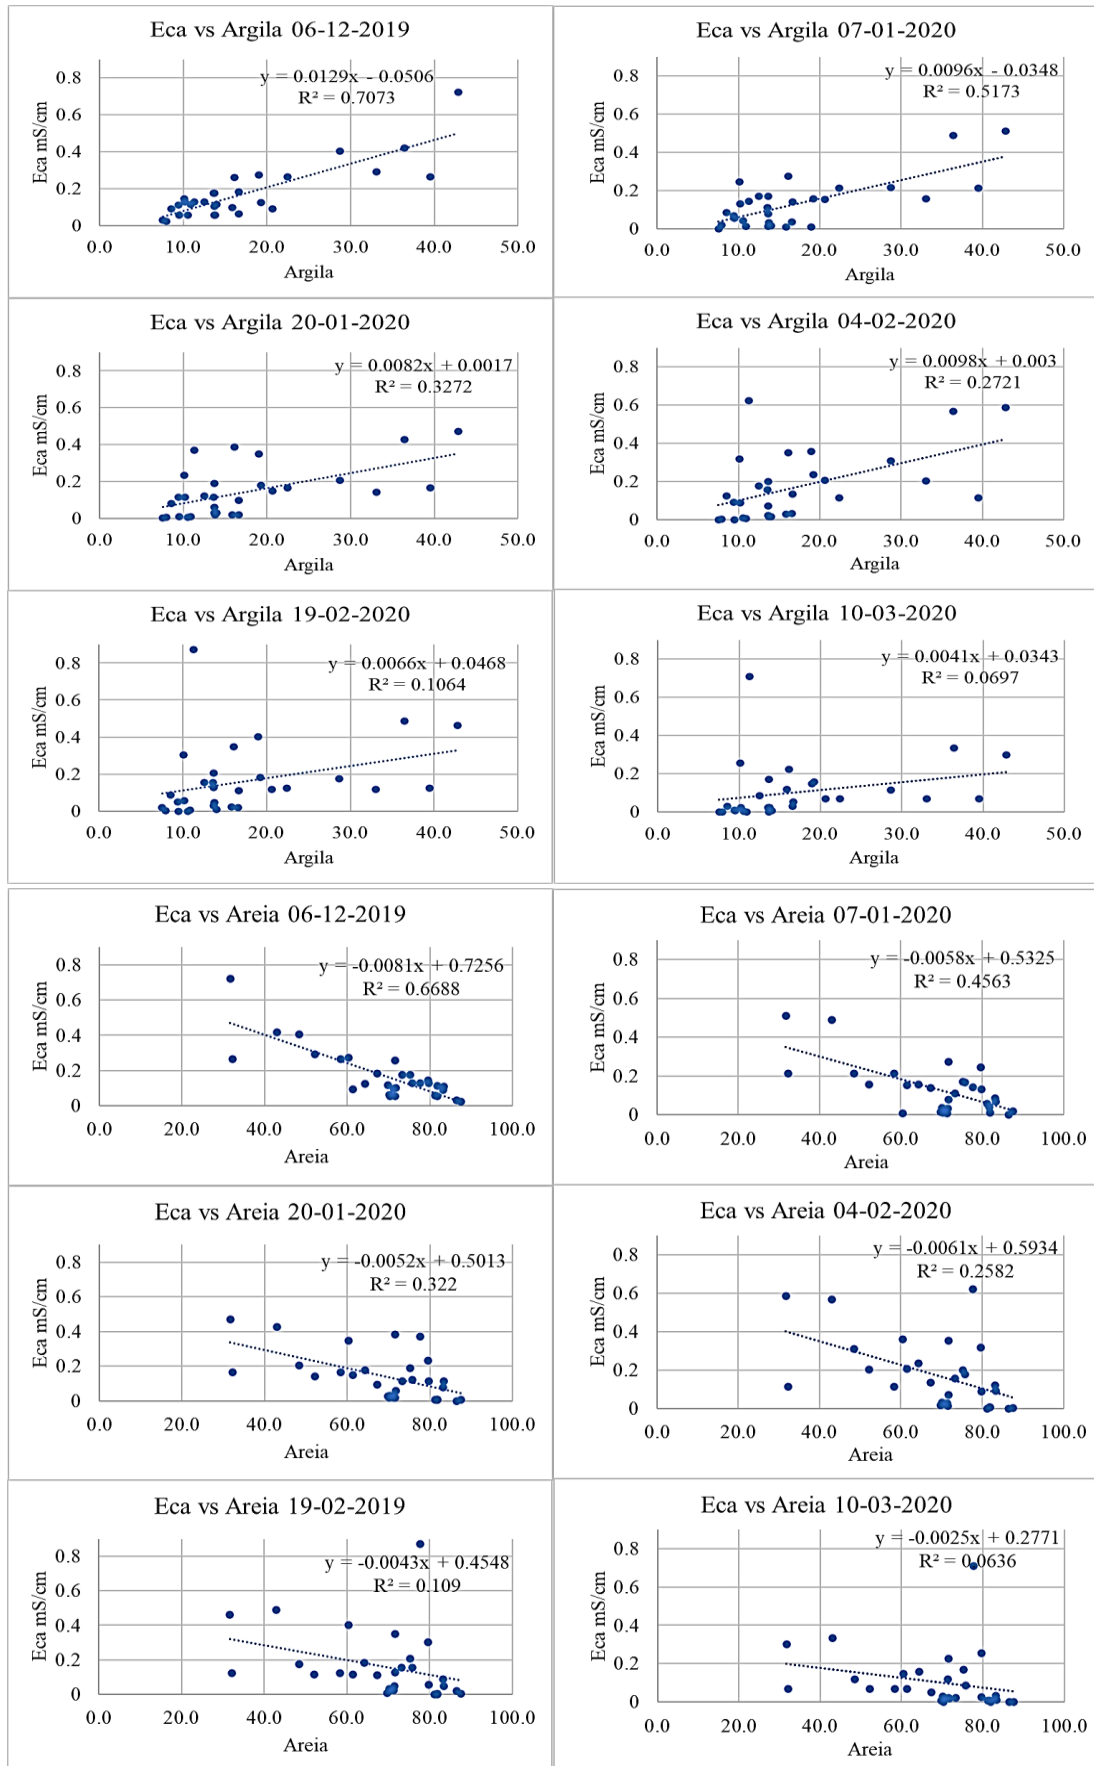 Eca vs Argila 06-12-2019
y = 0.0129x - 0.0506
R² = 0.7073
Eca mS/cm
0.8
0.6
0.4
0.2
0
0.0 10.0 20.0 30.0 40.0 50.0
Argila
Eca vs Argila 07-01-2020
y = 0.0096x - 0.0348
R² = 0.5173
Eca mS/cm
0.8
0.6
0.4
0.2
0
0.0 10.0 20.0 30.0 40.0 50.0
Argila
Eca vs Argila 20-01-2020
y = 0.0082x + 0.0017
R² = 0.3272
Eca mS/cm
0.8
0.6
0.4
0.2
0
0.0 10.0 20.0 30.0 40.0 50.0
Argila
Eca vs Argila 04-02-2020
y = 0.0098x + 0.003
R² = 0.2721
Eca mS/cm
0.8
0.6
0.4
0.2
0
0.0 10.0 20.0 30.0 40.0 50.0
Argila
Eca vs Argila 19-02-2020
y = 0.0066x + 0.0468
R² = 0.1064
Eca mS/cm
0.8
0.6
0.4
0.2
0
0.0 10.0 20.0 30.0 40.0 50.0
Argila
Eca vs Argila 10-03-2020
y = 0.0041x + 0.0343
R² = 0.0697
Eca mS/cm
0.8
0.6
0.4
0.2
0
0.0 10.0 20.0 30.0 40.0 50.0
Argila
Eca vs Areia 06-12-2019
y = -0.0081x + 0.7256
R² = 0.6688
Eca mS/cm
0.8
0.6
0.4
0.2
0
0.0 20.0 40.0 60.0 80.0 100.0
Areia
Eca vs Areia 07-01-2020
y = -0.0058x + 0.5325
R² = 0.4563
Eca mS/cm
0.8
0.6
0.4
0.2
0
0.0 20.0 40.0 60.0 80.0 100.0
Areia
Eca vs Areia 20-01-2020
y = -0.0052x + 0.5013
R² = 0.322
Eca mS/cm
0.8
0.6
0.4
0.2
0
0.0 20.0 40.0 60.0 80.0 100.0
Areia
Eca vs Areia 04-02-2020
y = -0.0061x + 0.5934
R² = 0.2582
Eca mS/cm
0.8
0.6
0.4
0.2
0
0.0 20.0 40.0 60.0 80.0 100.0
Areia
Eca vs Areia 19-02-2019
y = -0.0043x + 0.4548
R² = 0.109
Eca mS/cm
0.8
0.6
0.4
0.2
0
0.0 20.0 40.0 60.0 80.0 100.0
Areia
Eca vs Areia 10-03-2020
y = -0.0025x + 0.2771
R² = 0.0636
Eca mS/cm
0.8
0.6
0.4
0.2
0
0.0 20.0 40.0 60.0 80.0 100.0
Areia